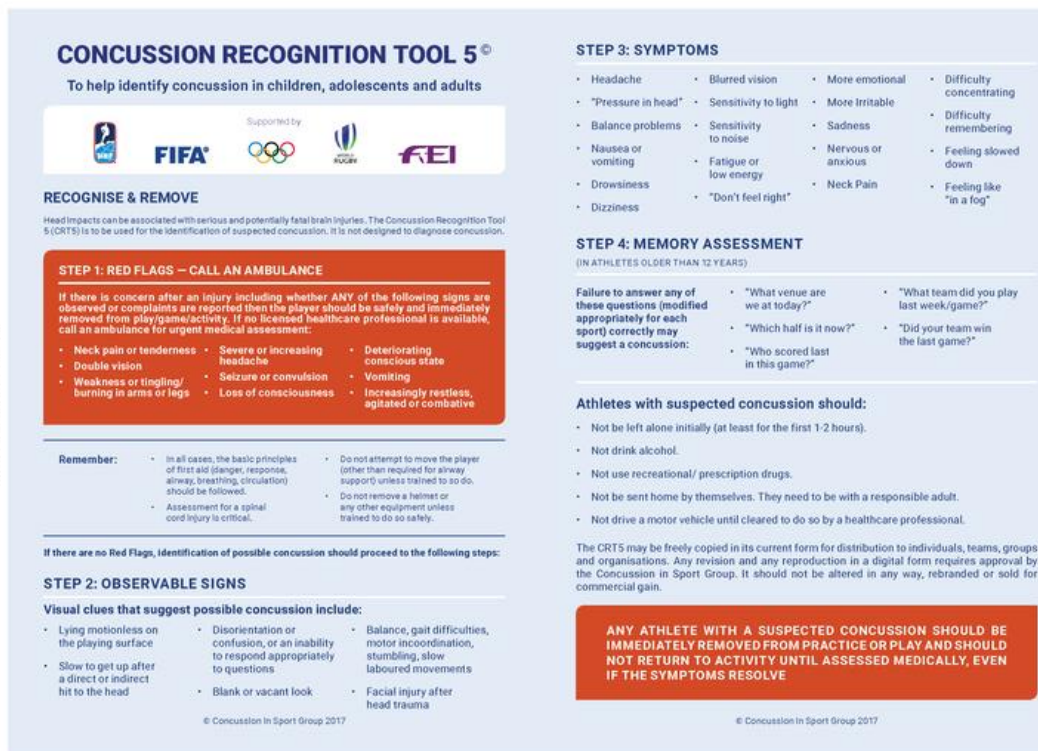 CONCUSSION RECOGNITION TOOL 5©
To help identify concussion in children, adolescents and adults
Supported by
FIFA®
WORLD
RUGBY
FEI
RECOGNISE & REMOVE
Head impacts can be associated with serious and potentially fatal brain injuries. The Concussion Recognition Tool
5 (CRT5) is to be used for the identification of suspected concussion. It is not designed to diagnose concussion.
STEP 1: RED FLAGS — CALL AN AMBULANCE
If there is concern after an injury including whether ANY of the following signs are
observed or complaints are reported then the player should be safely and immediately
removed from play/game/activity. If no licensed healthcare professional is available,
call an ambulance for urgent medical assessment:
• Neck pain or tenderness
• Double vision
• Weakness or tingling/
burning in arms or legs
• Severe or increasing
headache
• Seizure or convulsion
• Loss of consciousness
• Deteriorating
conscious state
• Vomiting
• Increasingly restless,
agitated or combative
Remember:
• In all cases, the basic principles
of first aid (danger, response,
airway, breathing, circulation)
should be followed.
• Assessment for a spinal
cord injury is critical.
• Do not attempt to move the player
(other than required for airway
support) unless trained to so do.
• Do not remove a helmet or
any other equipment unless
trained to do so safely.
If there are no Red Flags, identification of possible concussion should proceed to the following steps:
STEP 2: OBSERVABLE SIGNS
Visual clues that suggest possible concussion include:
• Lying motionless on
the playing surface
• Slow to get up after
a direct or indirect
hit to the head
• Disorientation or
confusion, or an inability
to respond appropriately
to questions
• Blank or vacant look
• Balance, gait difficulties,
motor incoordination,
stumbling, slow
laboured movements
• Facial injury after
head trauma
© Concussion In Sport Group 2017
STEP 3: SYMPTOMS
• Headache
• "Pressure in head"
• Balance problems
• Nausea or
vomiting
• Drowsiness
• Dizziness
• Blurred vision
• Sensitivity to light
• Sensitivity
to noise
• Fatigue or
low energy
• "Don't feel right"
• More emotional
• More Irritable
• Sadness
• Nervous or
anxious
• Neck Pain
• Difficulty
concentrating
• Difficulty
remembering
• Feeling slowed
down
• Feeling like
"in a fog"
STEP 4: MEMORY ASSESSMENT
(IN ATHLETES OLDER THAN 12 YEARS)
Failure to answer any of
these questions (modified
appropriately for each
sport) correctly may
suggest a concussion:
• "What venue are
we at today?"
• "Which half is it now?"
• "Who scored last
in this game?"
• "What team did you play
last week/game?"
• "Did your team win
the last game?"
Athletes with suspected concussion should:
• Not be left alone initially (at least for the first 1-2 hours).
• Not drink alcohol.
• Not use recreational/ prescription drugs.
• Not be sent home by themselves. They need to be with a responsible adult.
• Not drive a motor vehicle until cleared to do so by a healthcare professional.
The CRT5 may be freely copied in its current form for distribution to individuals, teams, groups
and organisations. Any revision and any reproduction in a digital form requires approval by
the Concussion in Sport Group. It should not be altered in any way, rebranded or sold for
commercial gain.
ANY ATHLETE WITH A SUSPECTED CONCUSSION SHOULD BE
IMMEDIATELY REMOVED FROM PRACTICE OR PLAY AND SHOULD
NOT RETURN TO ACTIVITY UNTIL ASSESSED MEDICALLY, EVEN
IF THE SYMPTOMS RESOLVE
© Concussion In Sport Group 2017